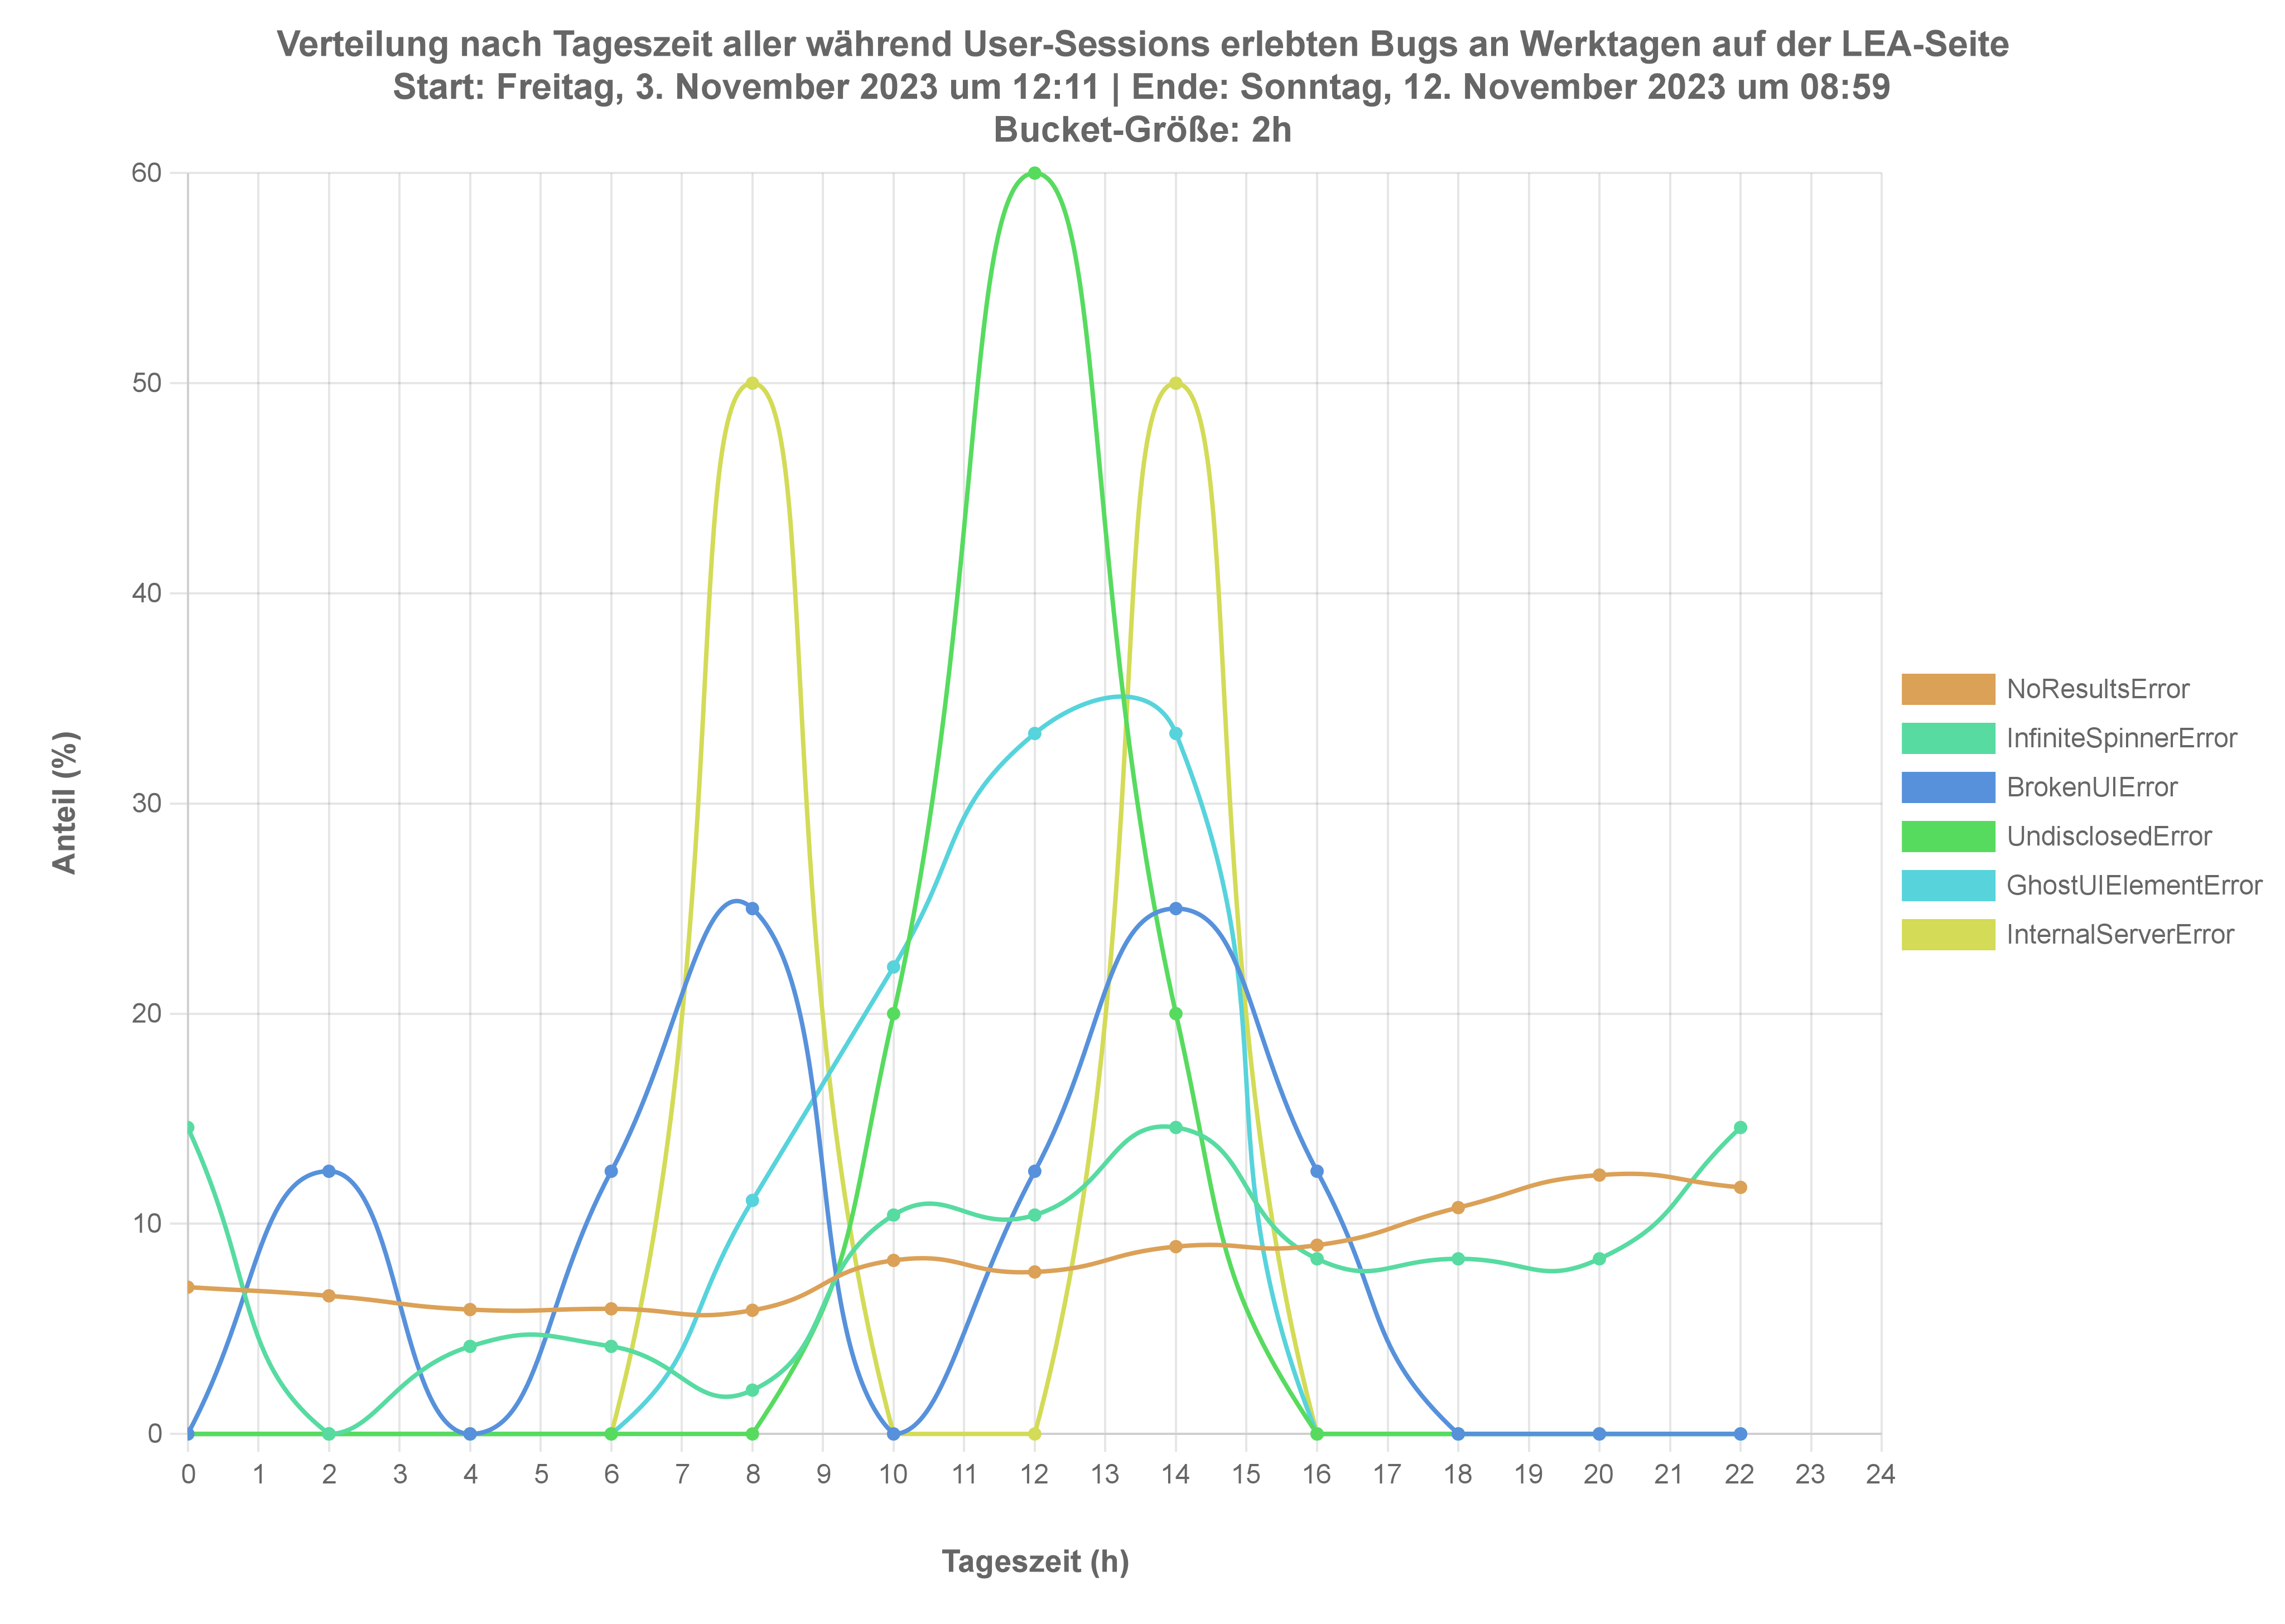 Verteilung nach Tageszeit aller während User-Sessions erlebten Bugs an Werktagen auf der LEA-Seite
Start: Freitag, 3. November 2023 um 12:11 | Ende: Sonntag, 12. November 2023 um 08:59
Bucket-Größe: 2h
60
50
40
30
20
10
0
Anteil (%)
0 1 2 3 4 5 6 7 8 9 10 11 12 13 14 15 16 17 18 19 20 21 22 23 24
Tageszeit (h)
NoResultsError
InfiniteSpinnerError
BrokenUIError
UndisclosedError
GhostUIElementError
InternalServerError